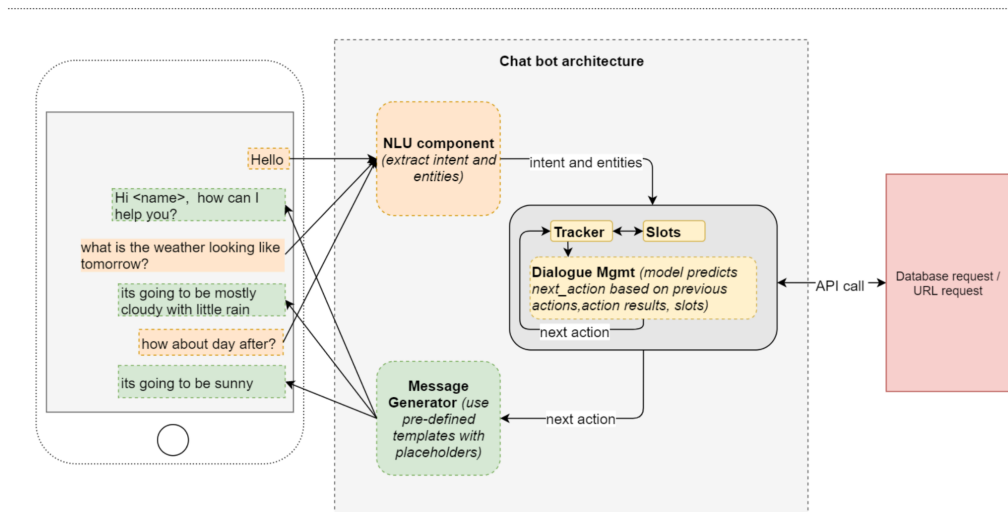 Chat bot architecture
Hello
Hi <name>,  how can I
help you?
what is the weather looking like
tomorrow?
its going to be mostly
cloudy with little rain
how about day after?
its going to be sunny
NLU component
(extract intent and
entities)
intent and entities
Tracker
Slots
Dialogue Mgmt (model predicts
next_action based on previous
actions,action results, slots)
next action
API call
Database request /
URL request
Message
Generator (use
pre-defined
templates with
placeholders)
next action